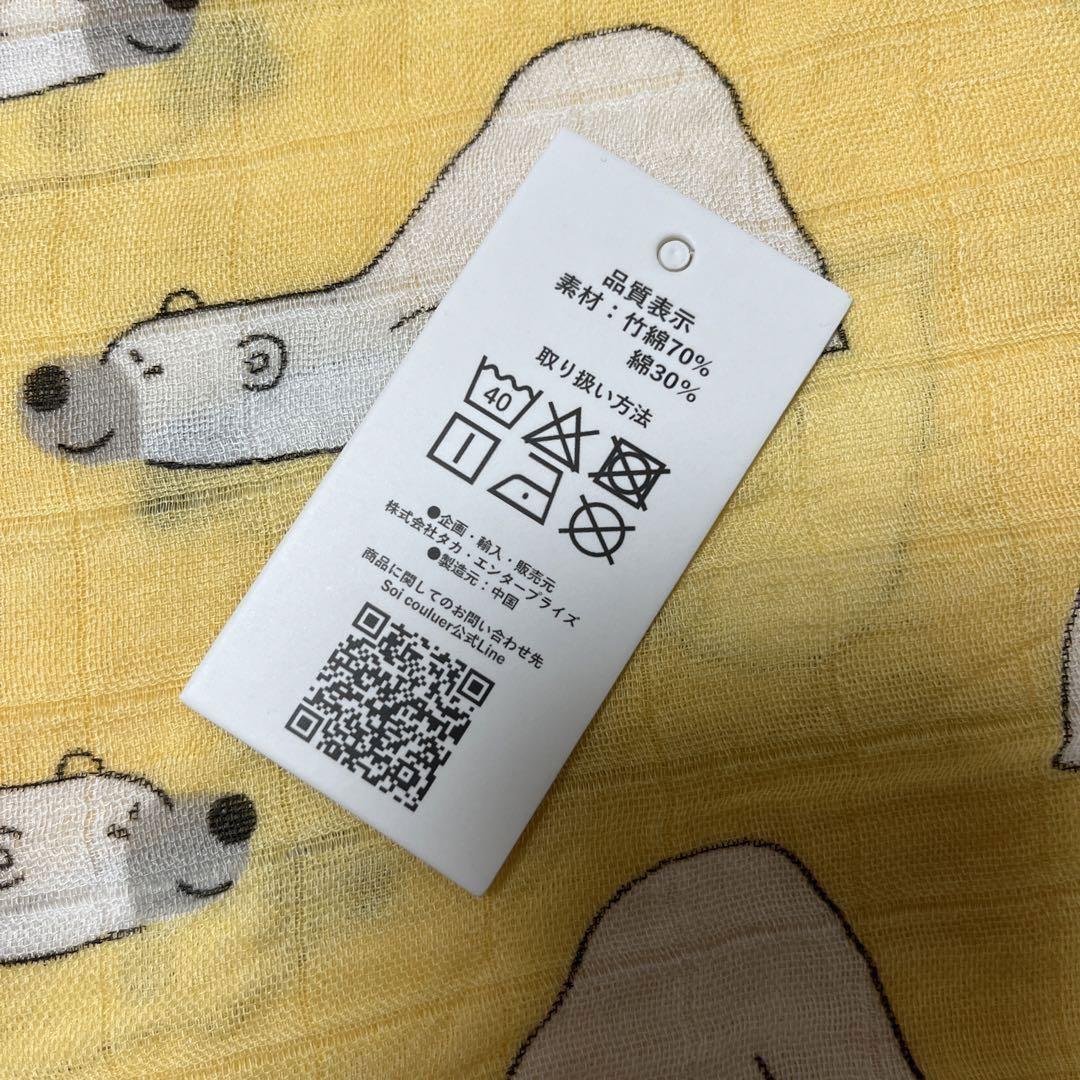 品質表示
素材：竹綿70%
綿30%
取り扱い方法
40
●企画・輸入・販売元
株式会社タカ・エンタープライズ
●製造元：中国
商品に関してのお問い合わせ先
Soi couluer公式Line